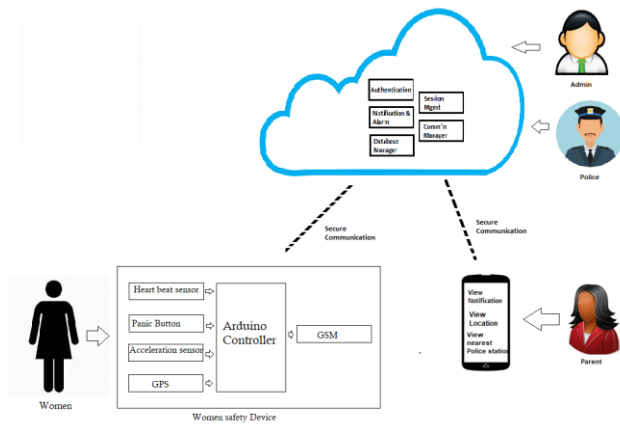 Admin
Authentication
Session
Mgmt
Notification &
Alarm
Comm'n
Manager
Database
Manager
Police
Secure
Communication
Secure
Communication
Heart beat sensor
Panic Button
Acceleration sensor
GPS
Arduino
Controller
GSM
View
Notification
View
Location
View
nearest
Police station
Parent
Women
Women safety Device